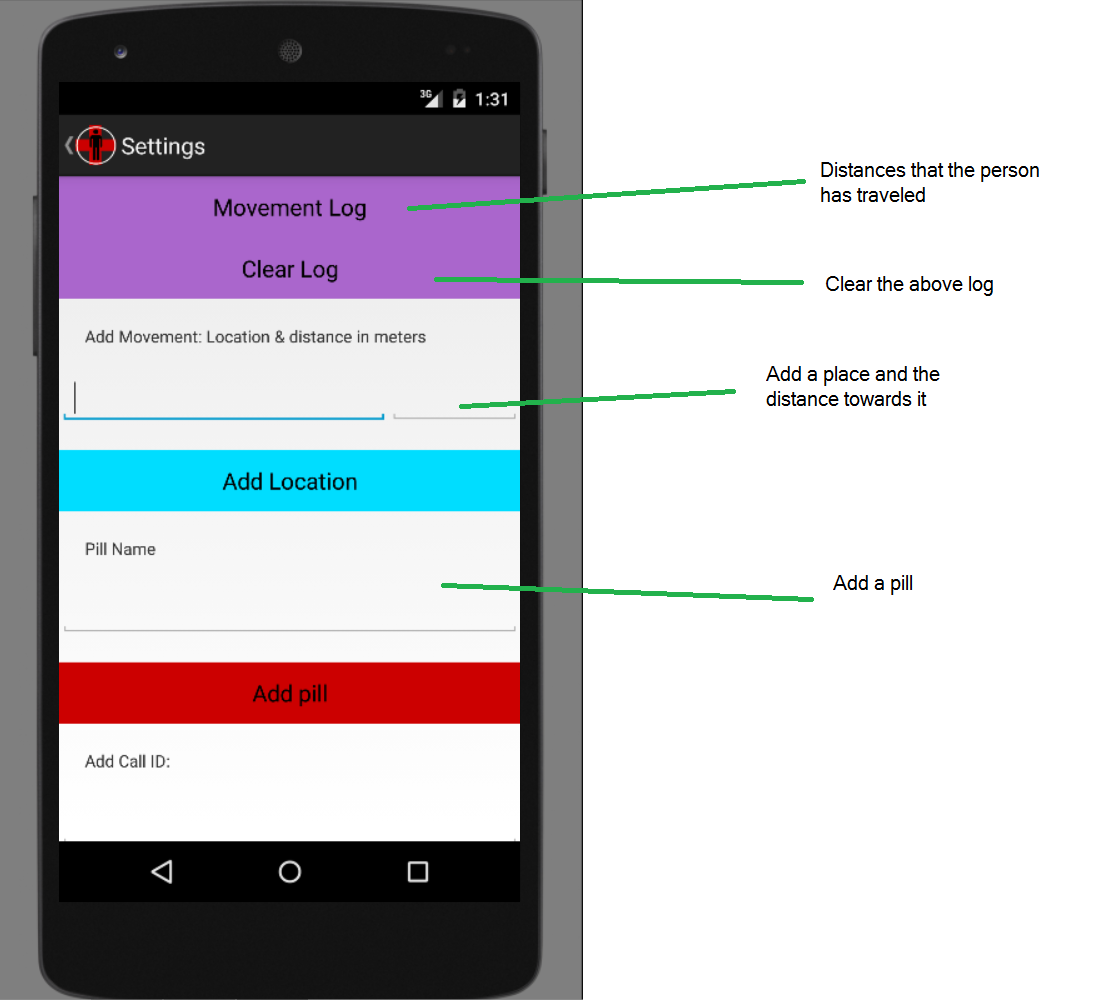 3G 1:31
Settings
Movement Log
Distances that the person
has traveled
Clear Log
Clear the above log
Add Movement: Location & distance in meters
Add a place and the
distance towards it
Add Location
Pill Name
Add a pill
Add pill
Add Call ID: